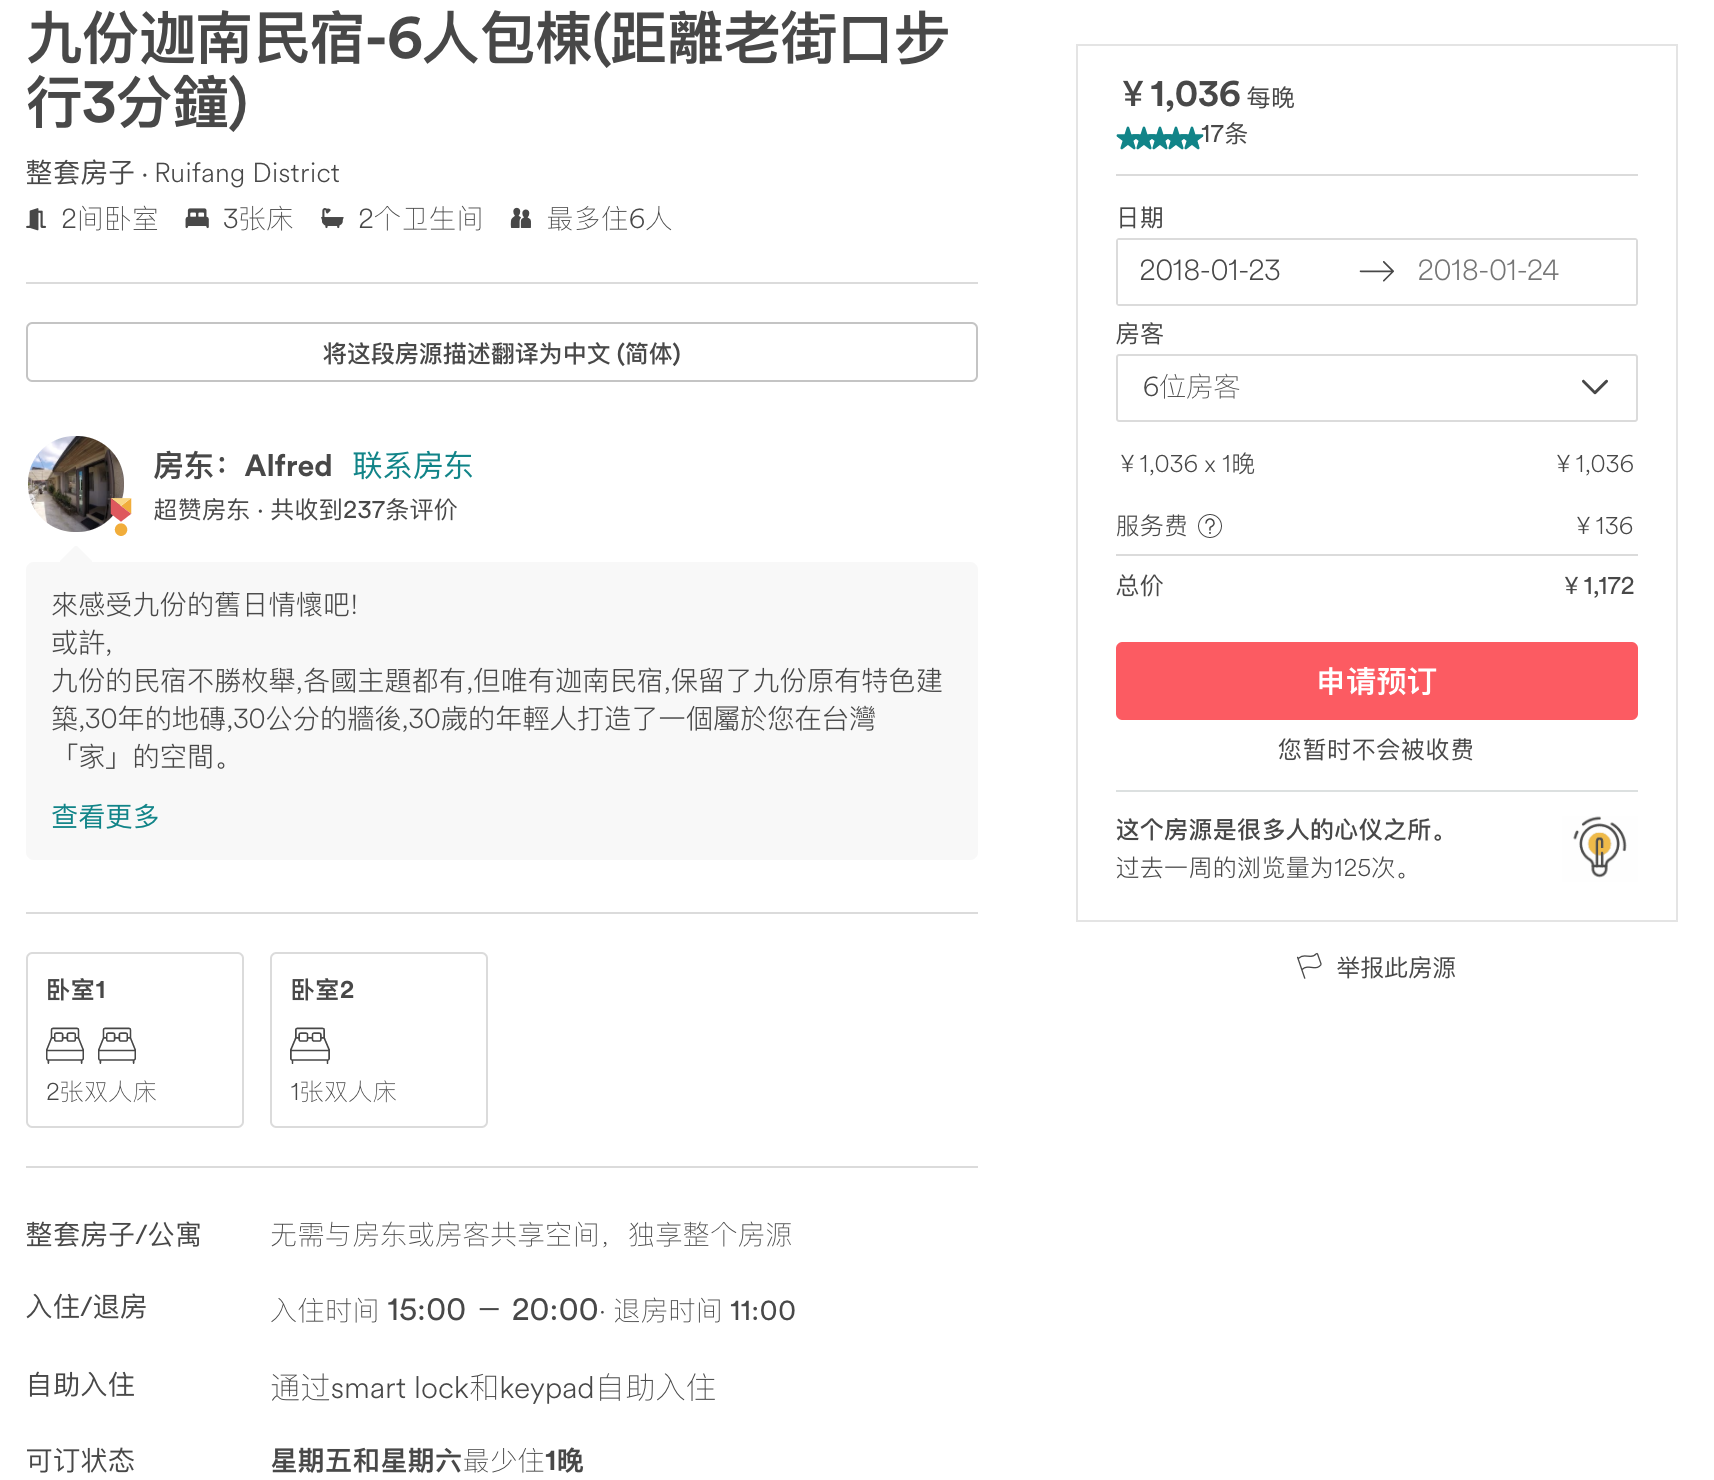 九份迦南民宿-6人包棟(距離老街口步
行3分鐘)
整套房子 · Ruifang District
2间卧室 3张床 2个卫生间 最多住6人
将这段房源描述翻译为中文 (简体)
房东：Alfred 联系房东
超赞房东 · 共收到237条评价
來感受九份的舊日情懷吧!
或許,
九份的民宿不勝枚舉,各國主題都有,但唯有迦南民宿,保留了九份原有特色建
築,30年的地磚,30公分的牆後,30歲的年輕人打造了一個屬於您在台灣
「家」的空間。
查看更多
卧室1
2张双人床
卧室2
1张双人床
整套房子/公寓 无需与房东或房客共享空间，独享整个房源
入住/退房 入住时间 15:00 – 20:00· 退房时间 11:00
自助入住 通过smart lock和keypad自助入住
可订状态 星期五和星期六最少住1晚
¥1,036 每晚
17条
日期
2018-01-23 → 2018-01-24
房客
6位房客
¥1,036 x 1晚 ¥1,036
服务费 ? ¥136
总价 ¥1,172
申请预订
您暂时不会被收费
这个房源是很多人的心仪之所。
过去一周的浏览量为125次。
举报此房源